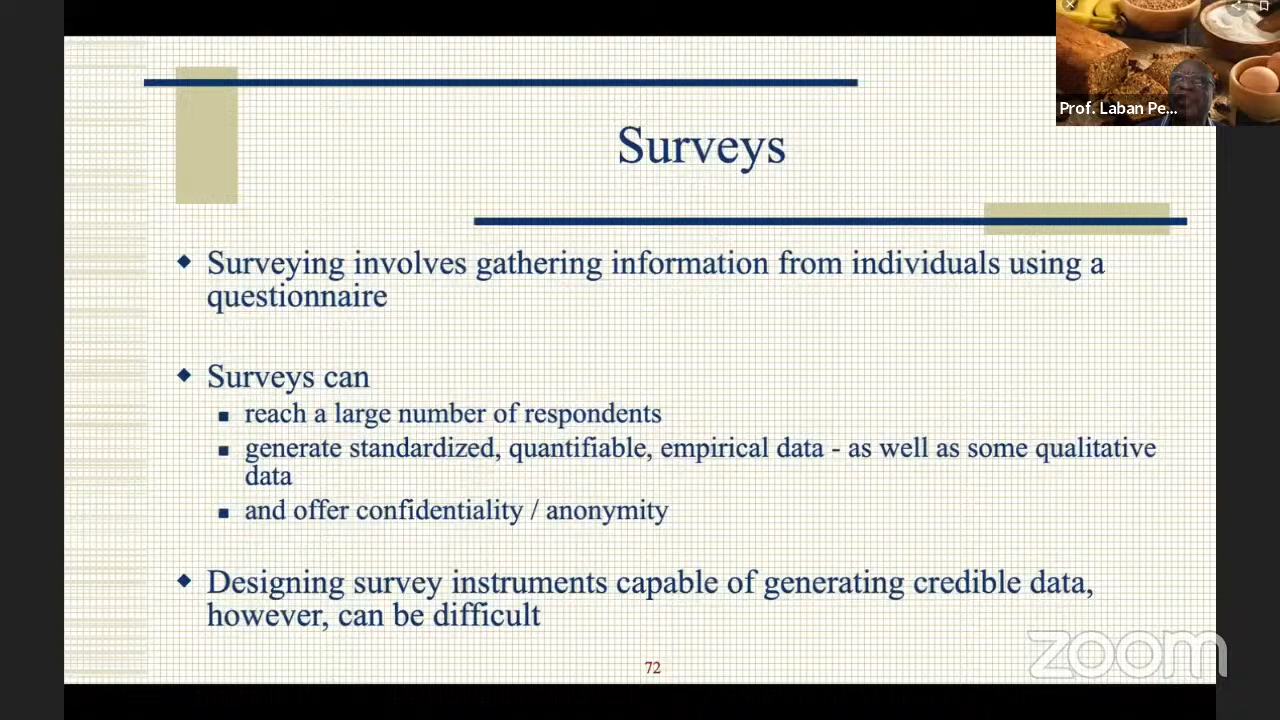 Prof. Laban Pe...
Surveys
Surveying involves gathering information from individuals using a
questionnaire
Surveys can
reach a large number of respondents
generate standardized, quantifiable, empirical data - as well as some qualitative
data
and offer confidentiality / anonymity
Designing survey instruments capable of generating credible data,
however, can be difficult
72
zoom